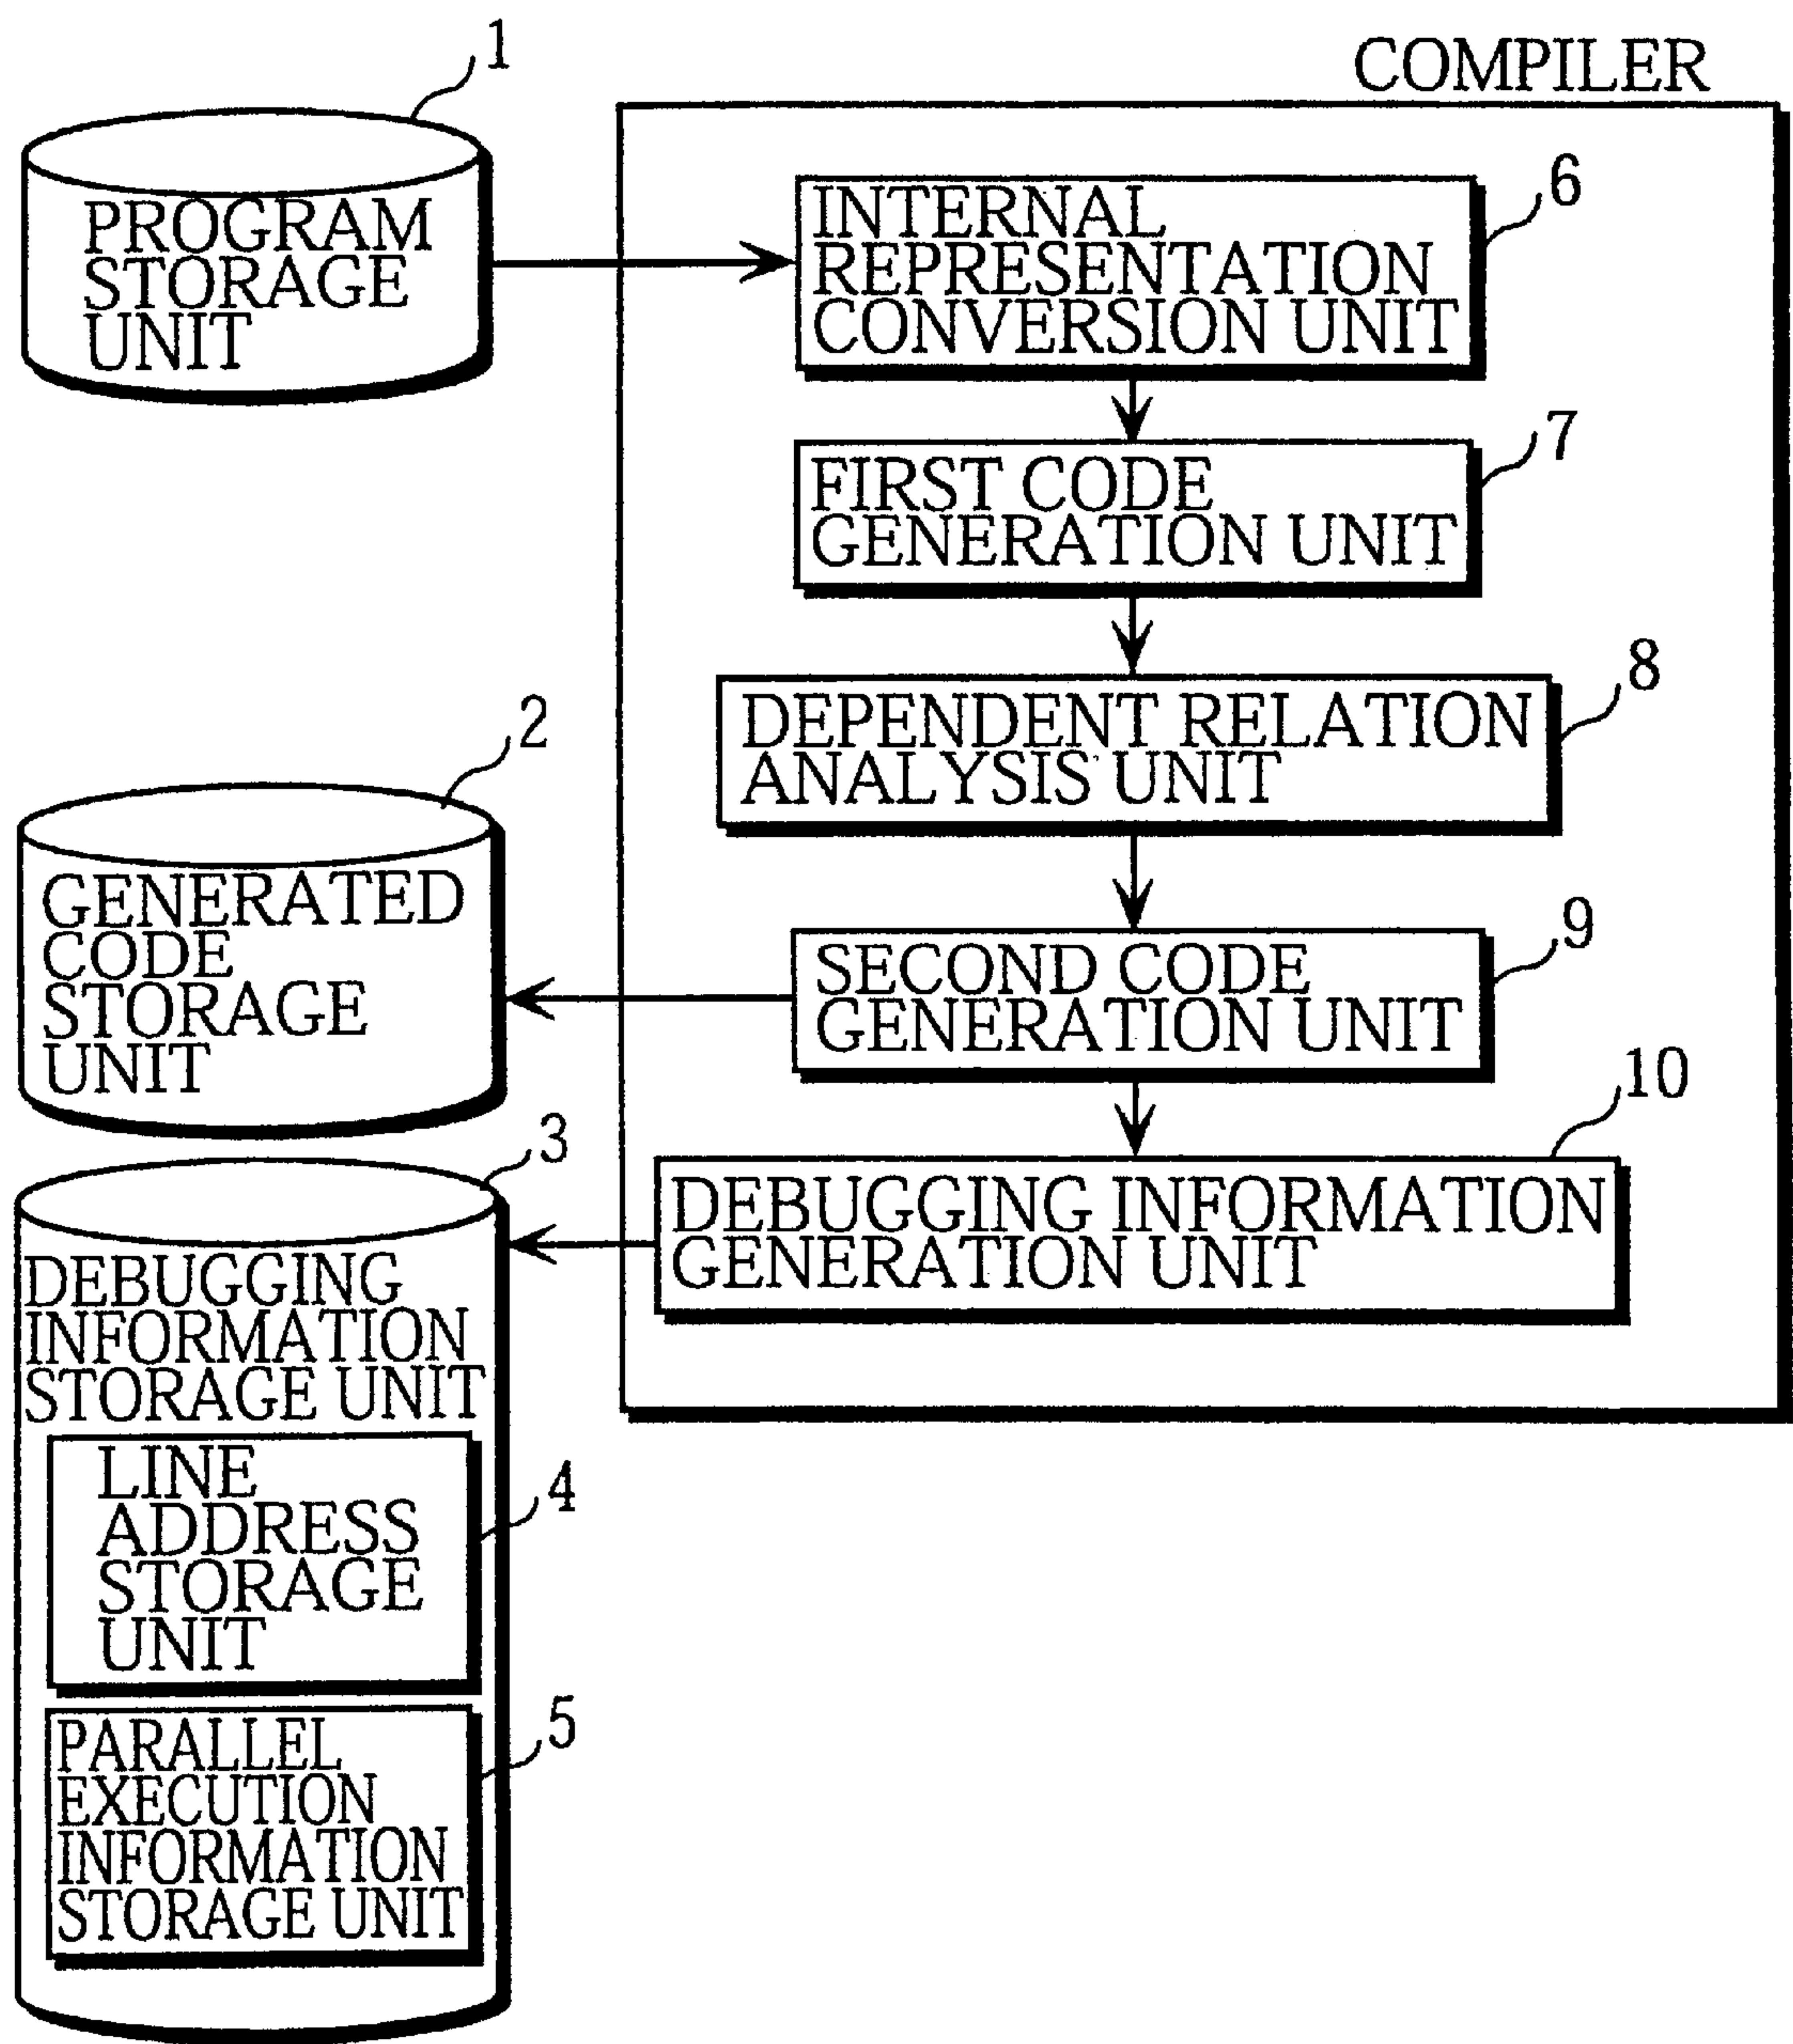 1
PROGRAM
STORAGE
UNIT
COMPILER
6
INTERNAL
REPRESENTATION
CONVERSION UNIT
7
FIRST CODE
GENERATION UNIT
8
DEPENDENT RELATION
ANALYSIS UNIT
2
GENERATED
CODE
STORAGE
UNIT
9
SECOND CODE
GENERATION UNIT
10
DEBUGGING INFORMATION
GENERATION UNIT
3
DEBUGGING
INFORMATION
STORAGE UNIT
4
LINE
ADDRESS
STORAGE
UNIT
5
PARALLEL
EXECUTION
INFORMATION
STORAGE UNIT